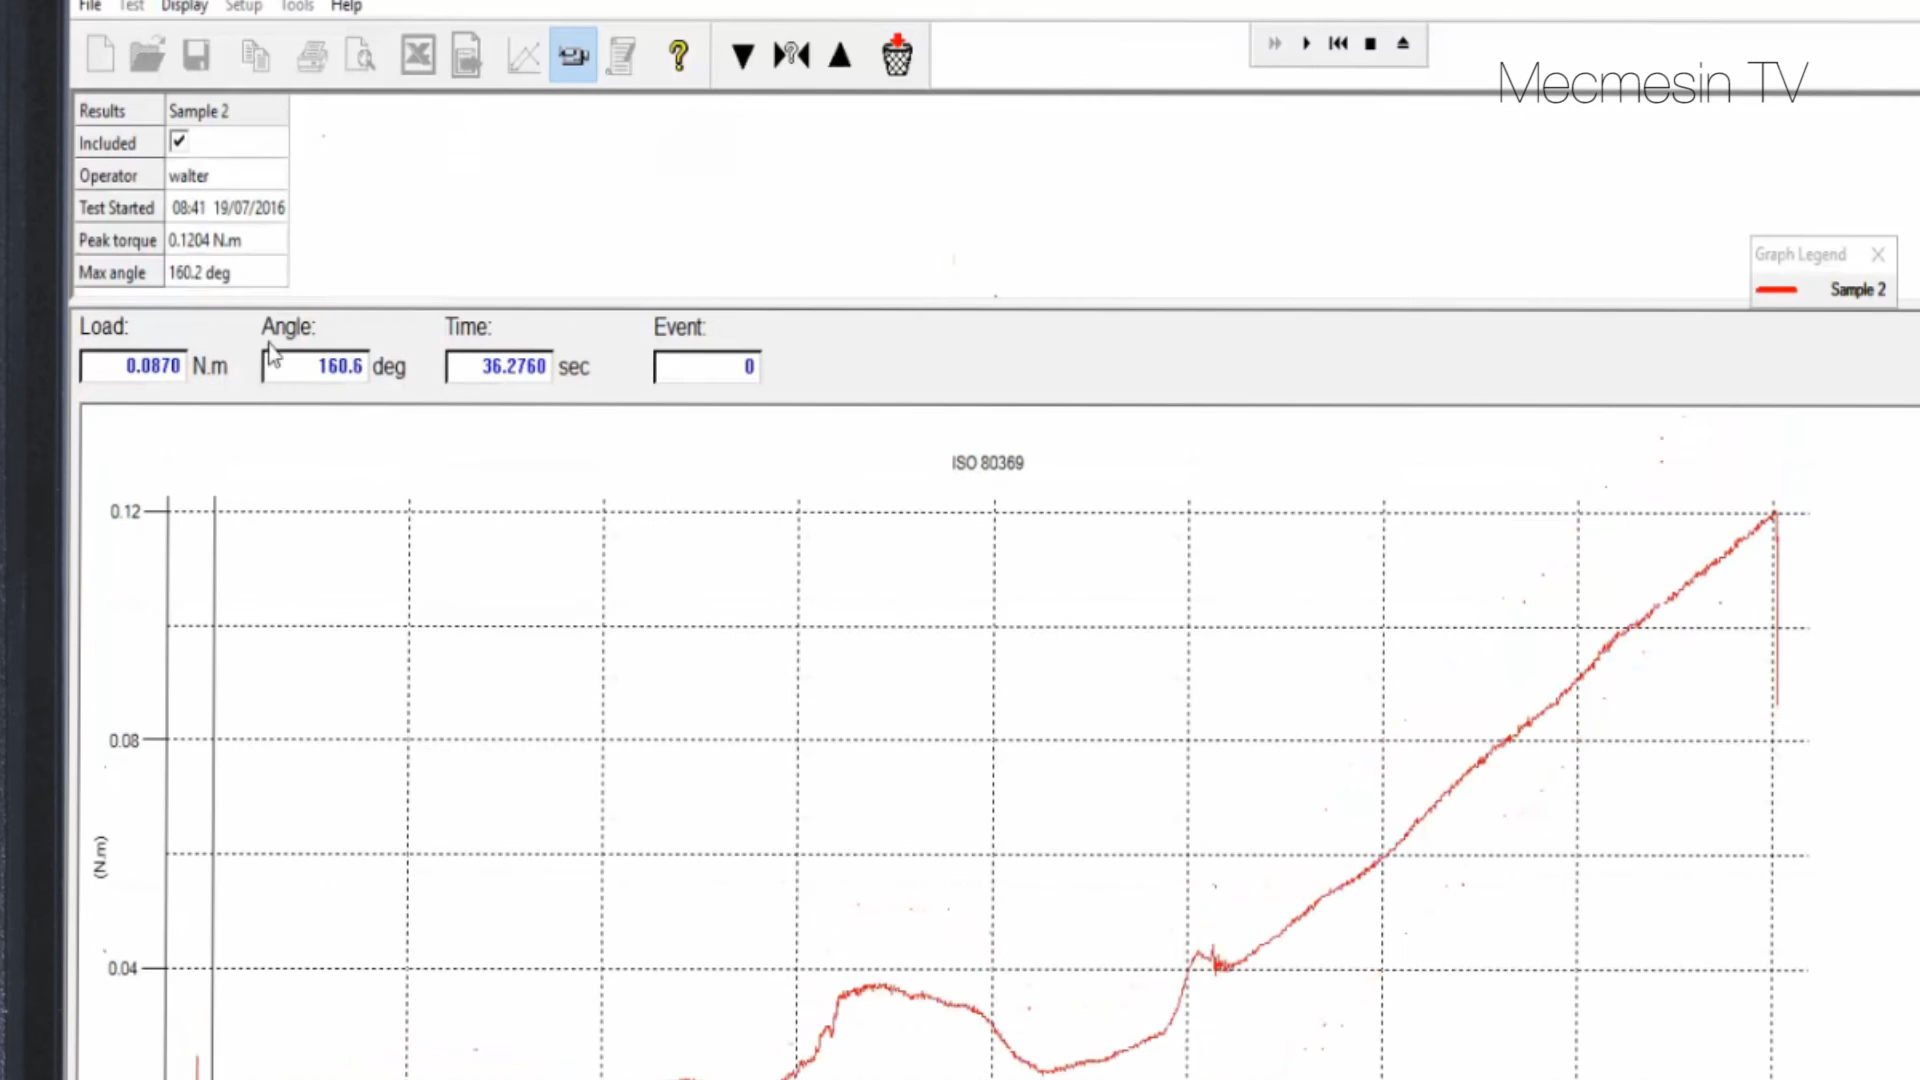 File Test Display Setup Tools Help
Mecmesin TV
Results Sample 2
Included
Operator walter
Test Started 08:41 19/07/2016
Peak torque 0.1204 N.m
Max angle 160.2 deg
Graph Legend
Sample 2
Load: Angle: Time: Event:
0.0870 N.m 160.6 deg 36.2760 sec 0
ISO 80369
0.12
0.08
(N.m)
0.04